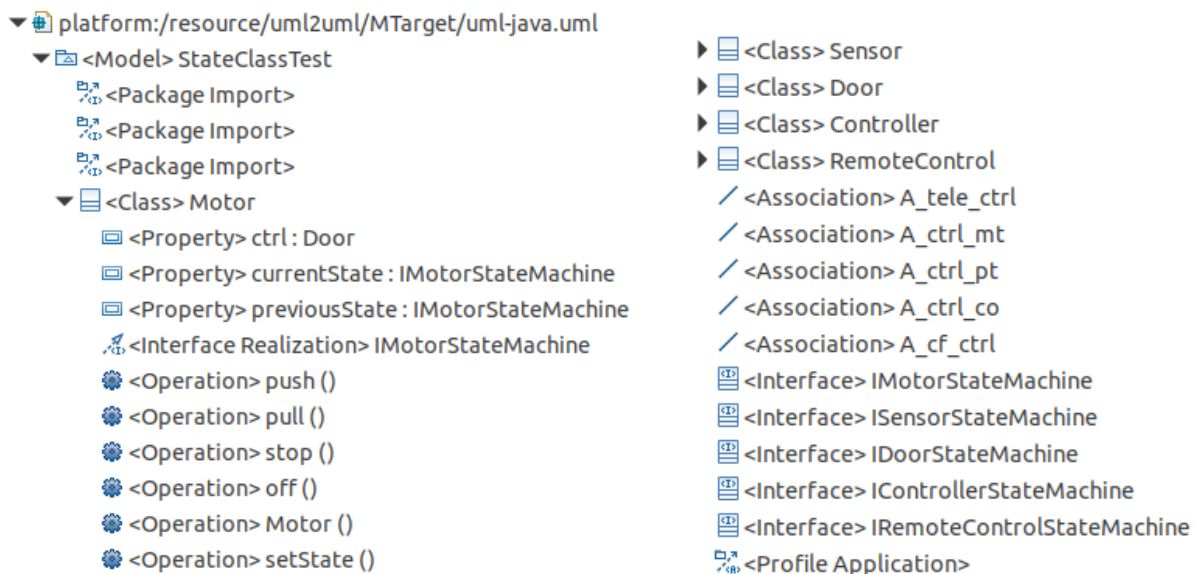 platform:/resource/uml2uml/MTarget/uml-java.uml
<Model> StateClassTest
<Package Import>
<Package Import>
<Package Import>
<Class> Motor
<Property> ctrl : Door
<Property> currentState : IMotorStateMachine
<Property> previousState : IMotorStateMachine
<Interface Realization> IMotorStateMachine
<Operation> push ()
<Operation> pull ()
<Operation> stop ()
<Operation> off ()
<Operation> Motor ()
<Operation> setState ()
<Class> Sensor
<Class> Door
<Class> Controller
<Class> RemoteControl
<Association> A_tele_ctrl
<Association> A_ctrl_mt
<Association> A_ctrl_pt
<Association> A_ctrl_co
<Association> A_cf_ctrl
<Interface> IMotorStateMachine
<Interface> ISensorStateMachine
<Interface> IDoorStateMachine
<Interface> IControllerStateMachine
<Interface> IRemoteControlStateMachine
<Profile Application>